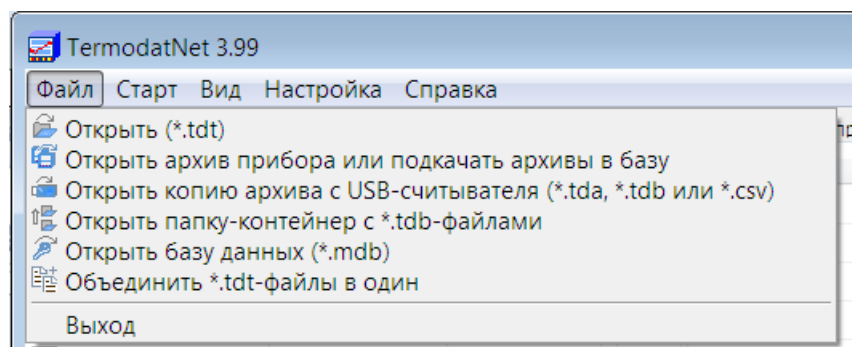 TermodatNet 3.99
Файл Старт Вид Настройка Справка
Открыть (*.tdt)
Открыть архив прибора или подкачать архивы в базу
Открыть копию архива с USB-считывателя (*.tda, *.tdb или *.csv)
Открыть папку-контейнер с *.tdb-файлами
Открыть базу данных (*.mdb)
Объединить *.tdt-файлы в один
Выход